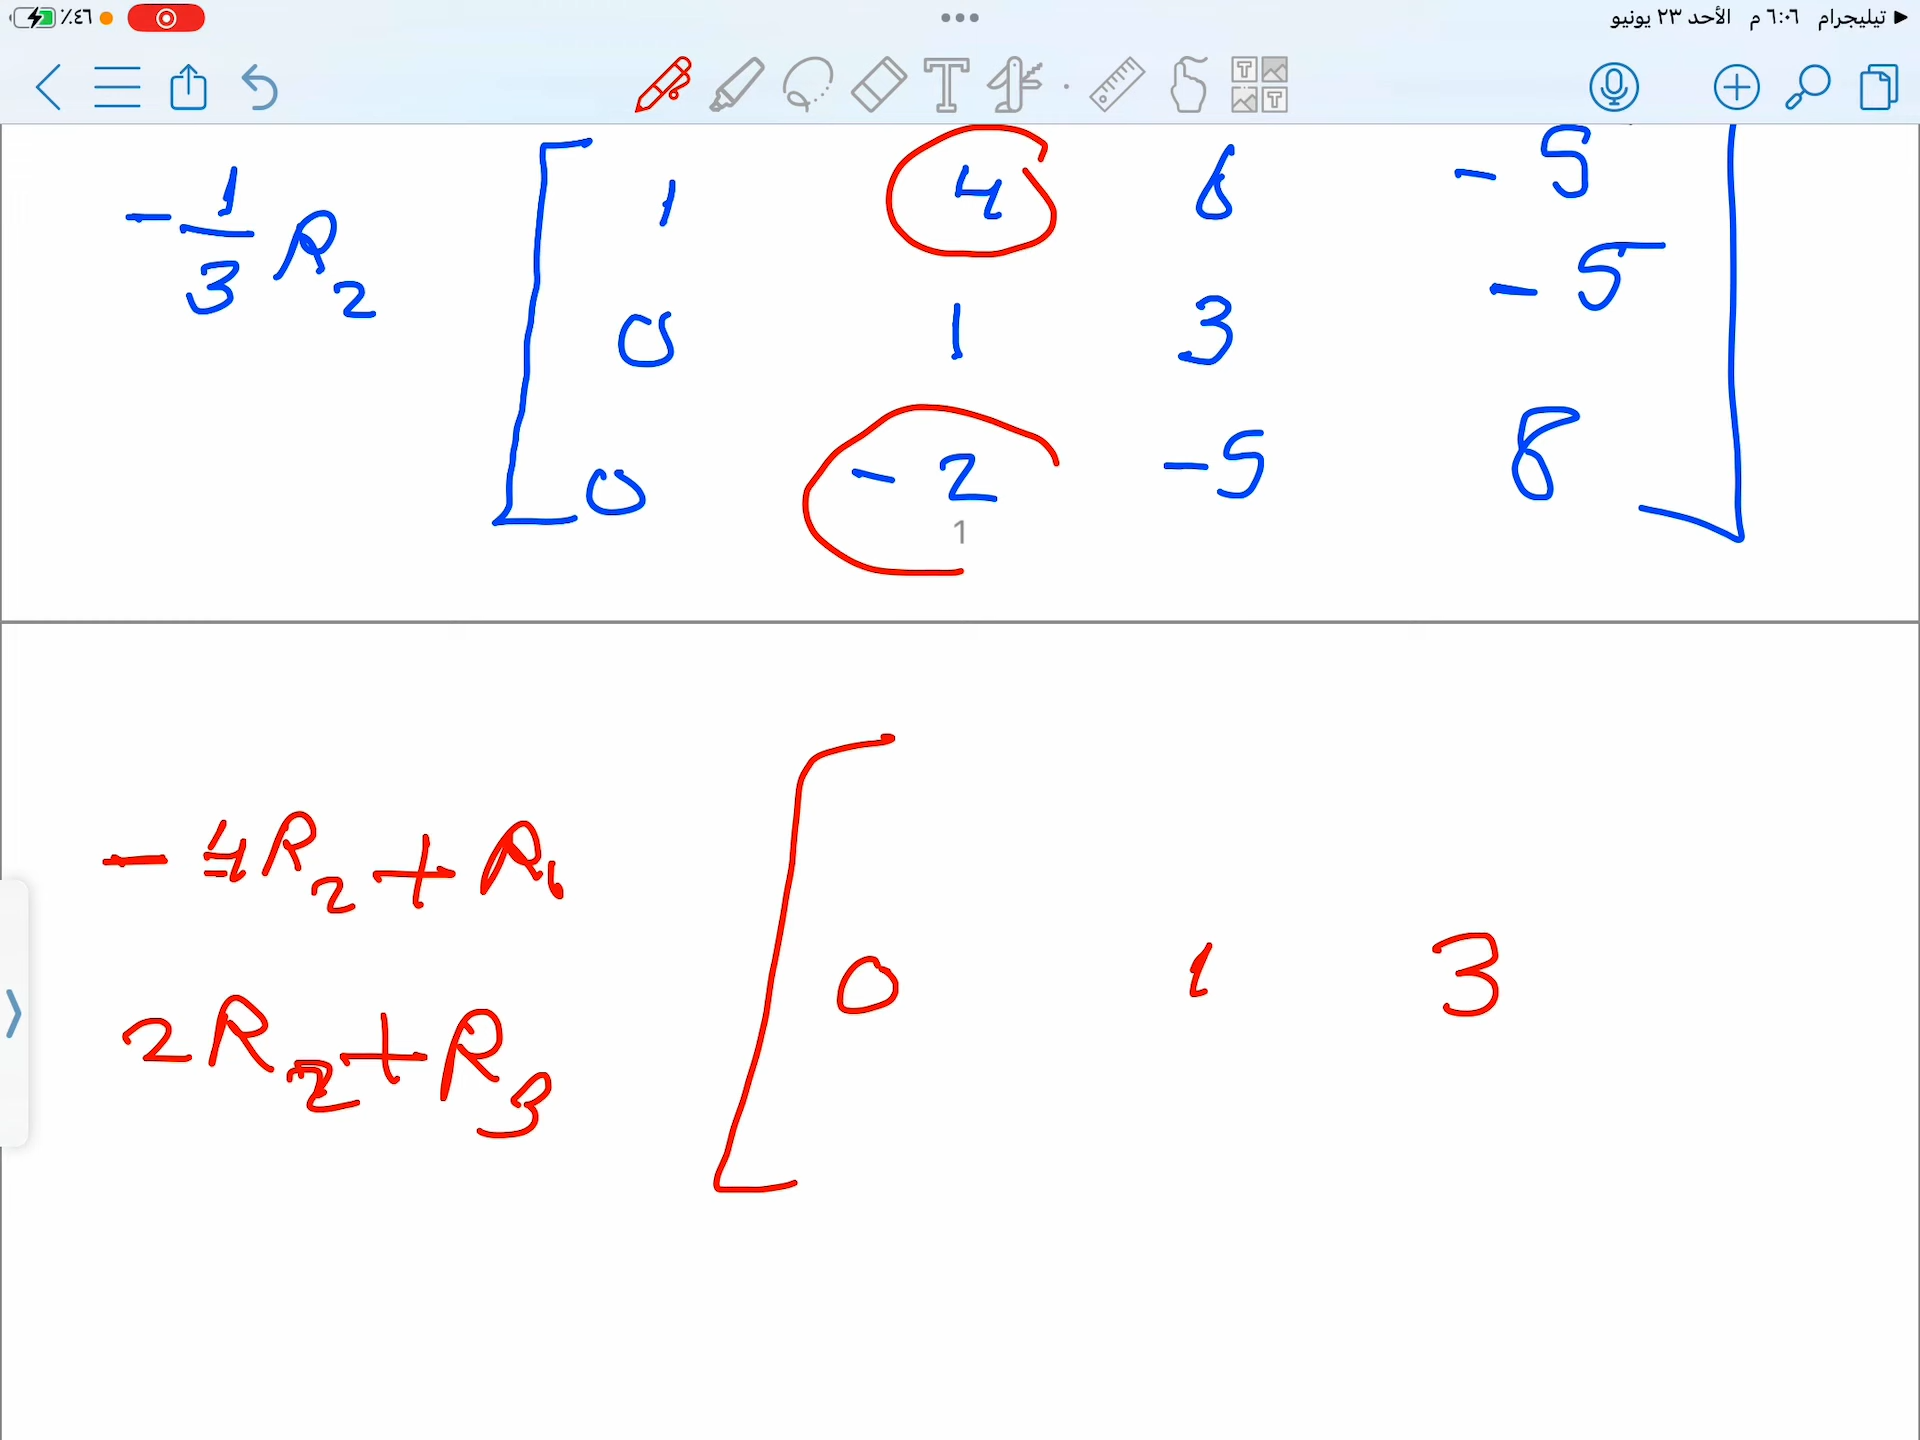 ٪٤٦ الأحد ٢٣ يونيو ٦:٠٦ م تيليجرام
1 4 6 - 5
- 1/3 R2
0 1 3 - 5
0 - 2 - 5 8
1
- 4R2 + R1
0 1 3
2R2 + R3